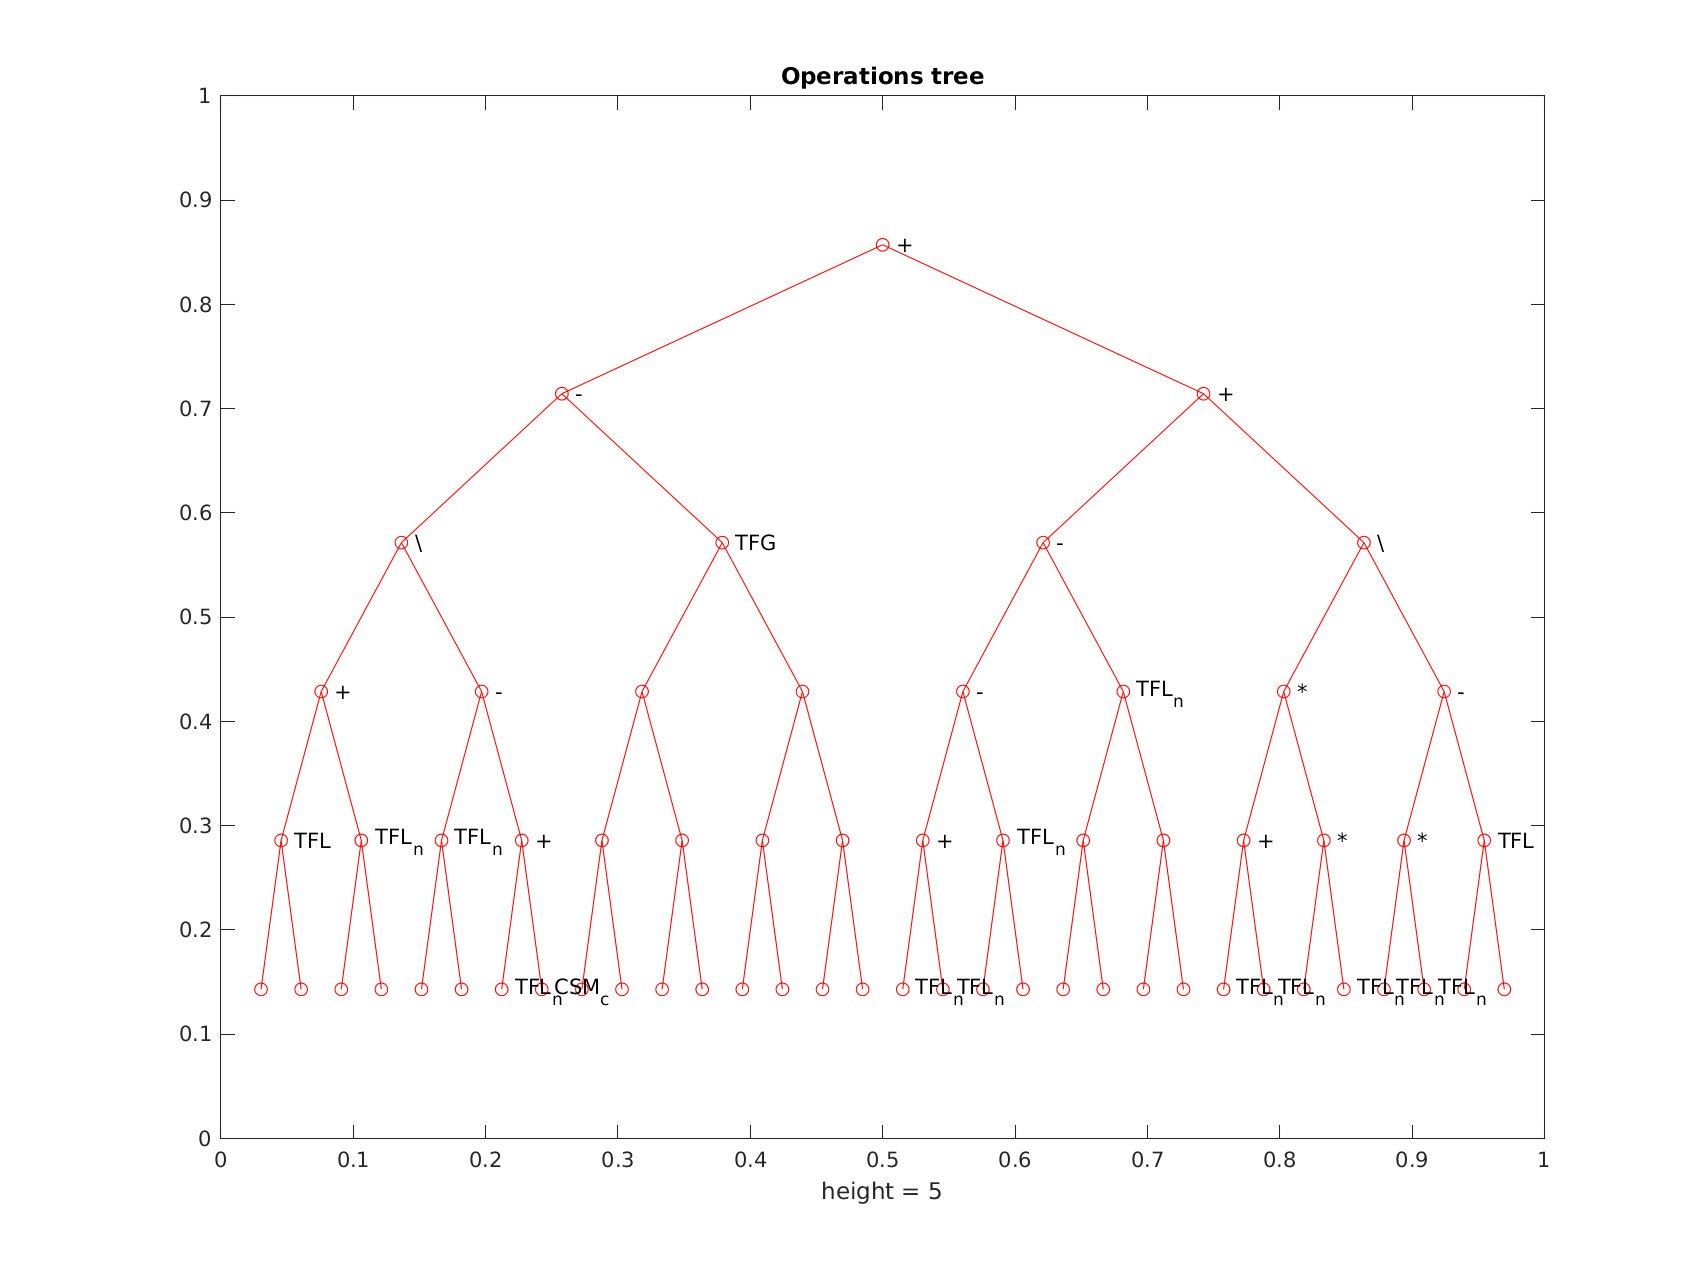 Operations tree
1
0.9
+
0.8
0.7
- +
0.6
\ TFG - \
0.5
+ - - TFLn * -
0.4
0.3
TFL TFLn TFLn + + TFLn + * * TFL
0.2
TFLn CSMc TFLn TFLn TFLn TFLn TFLn TFLn TFLn
0.1
0
0 0.1 0.2 0.3 0.4 0.5 0.6 0.7 0.8 0.9 1
height = 5